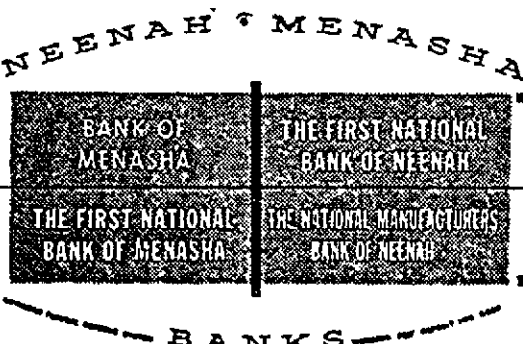 NEENAH • MENASHA
BANK OF
MENASHA
THE FIRST NATIONAL
BANK OF NEENAH
THE FIRST NATIONAL
BANK OF MENASHA
THE NATIONAL MANUFACTURERS
BANK OF NEENAH
BANKS